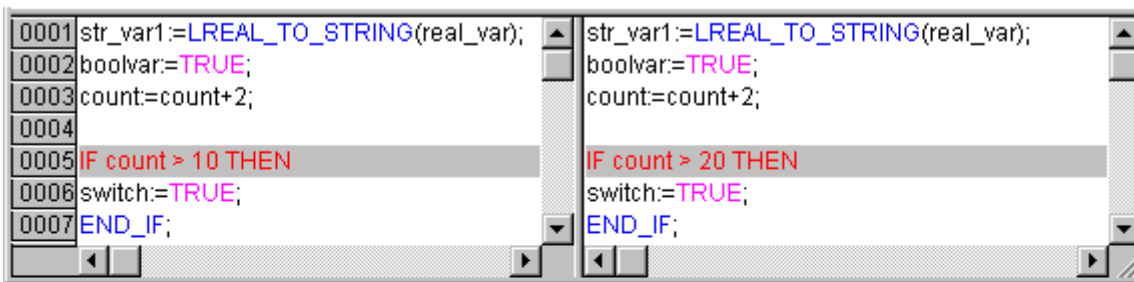 0001 str_var1:=LREAL_TO_STRING(real_var);
0002 boolvar:=TRUE;
0003 count:=count+2;
0004
0005 IF count > 10 THEN
0006 switch:=TRUE;
0007 END_IF;
str_var1:=LREAL_TO_STRING(real_var);
boolvar:=TRUE;
count:=count+2;
IF count > 20 THEN
switch:=TRUE;
END_IF;